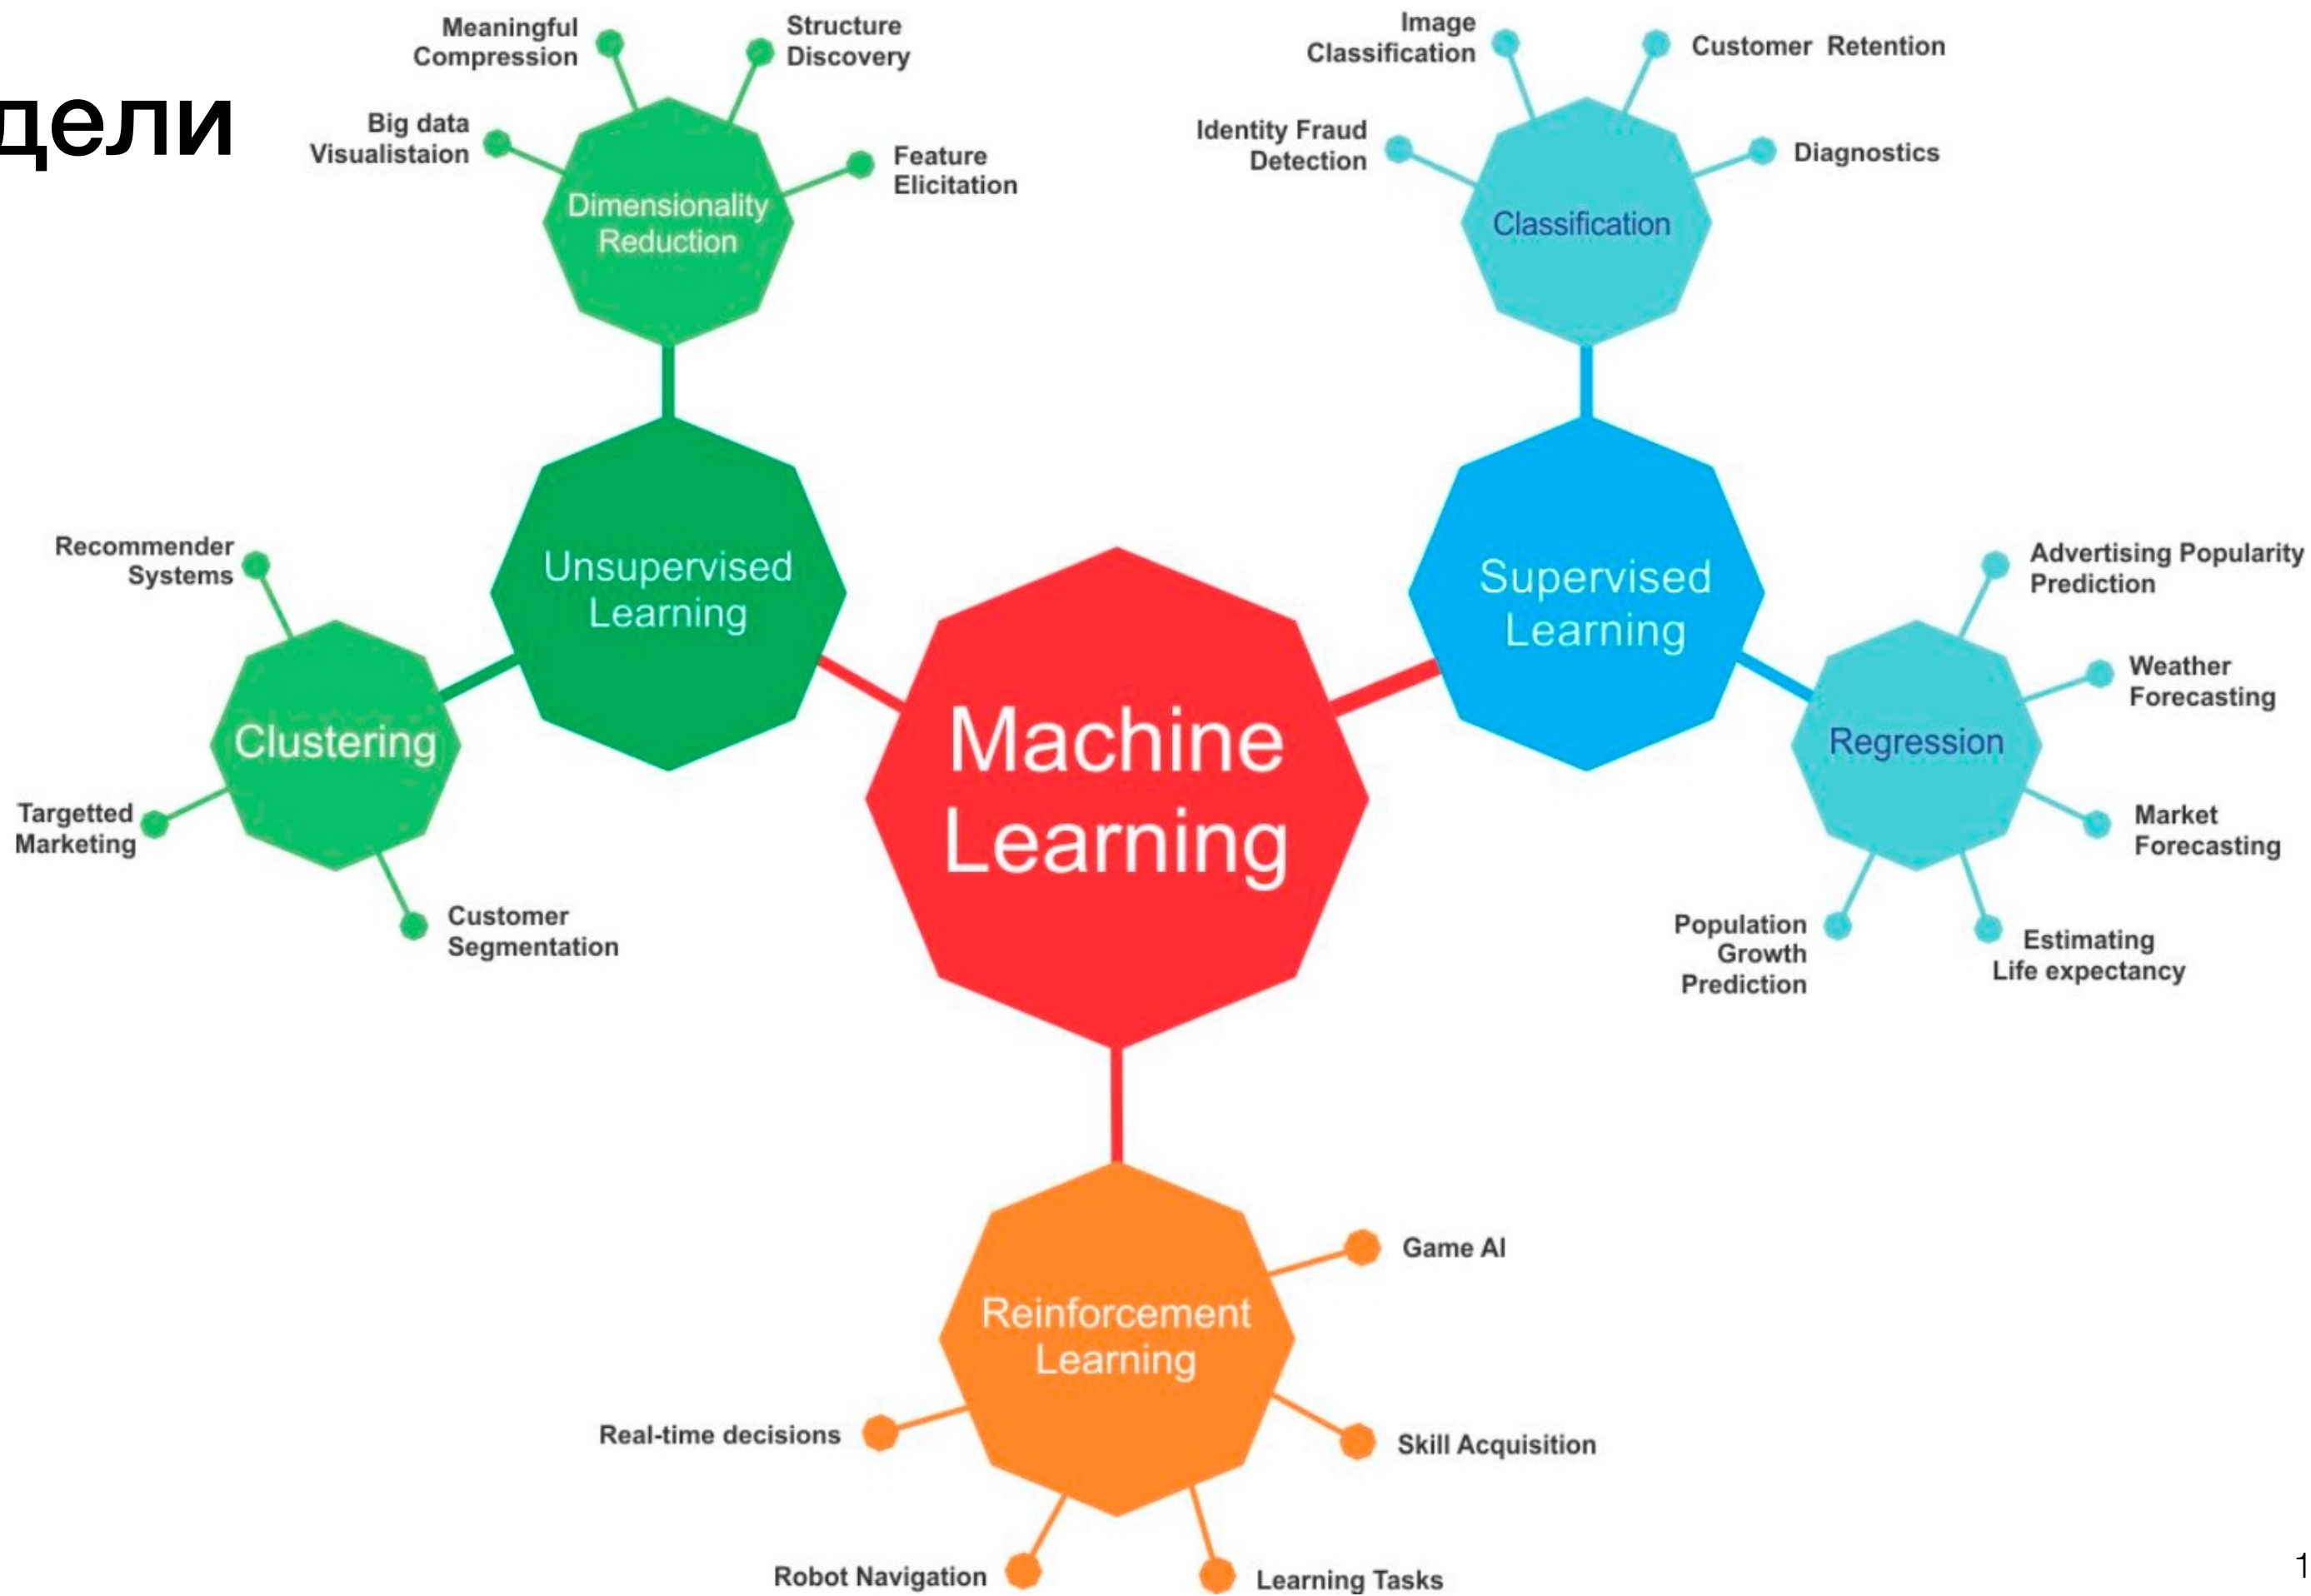 дели
Meaningful
Compression
Structure
Discovery
Big data
Visualistaion
Feature
Elicitation
Dimensionality
Reduction
Image
Classification
Customer Retention
Identity Fraud
Detection
Diagnostics
Classification
Unsupervised
Learning
Supervised
Learning
Recommender
Systems
Clustering
Targetted
Marketing
Customer
Segmentation
Machine
Learning
Advertising Popularity
Prediction
Weather
Forecasting
Regression
Market
Forecasting
Population
Growth
Prediction
Estimating
Life expectancy
Reinforcement
Learning
Game AI
Real-time decisions
Skill Acquisition
Robot Navigation
Learning Tasks
1